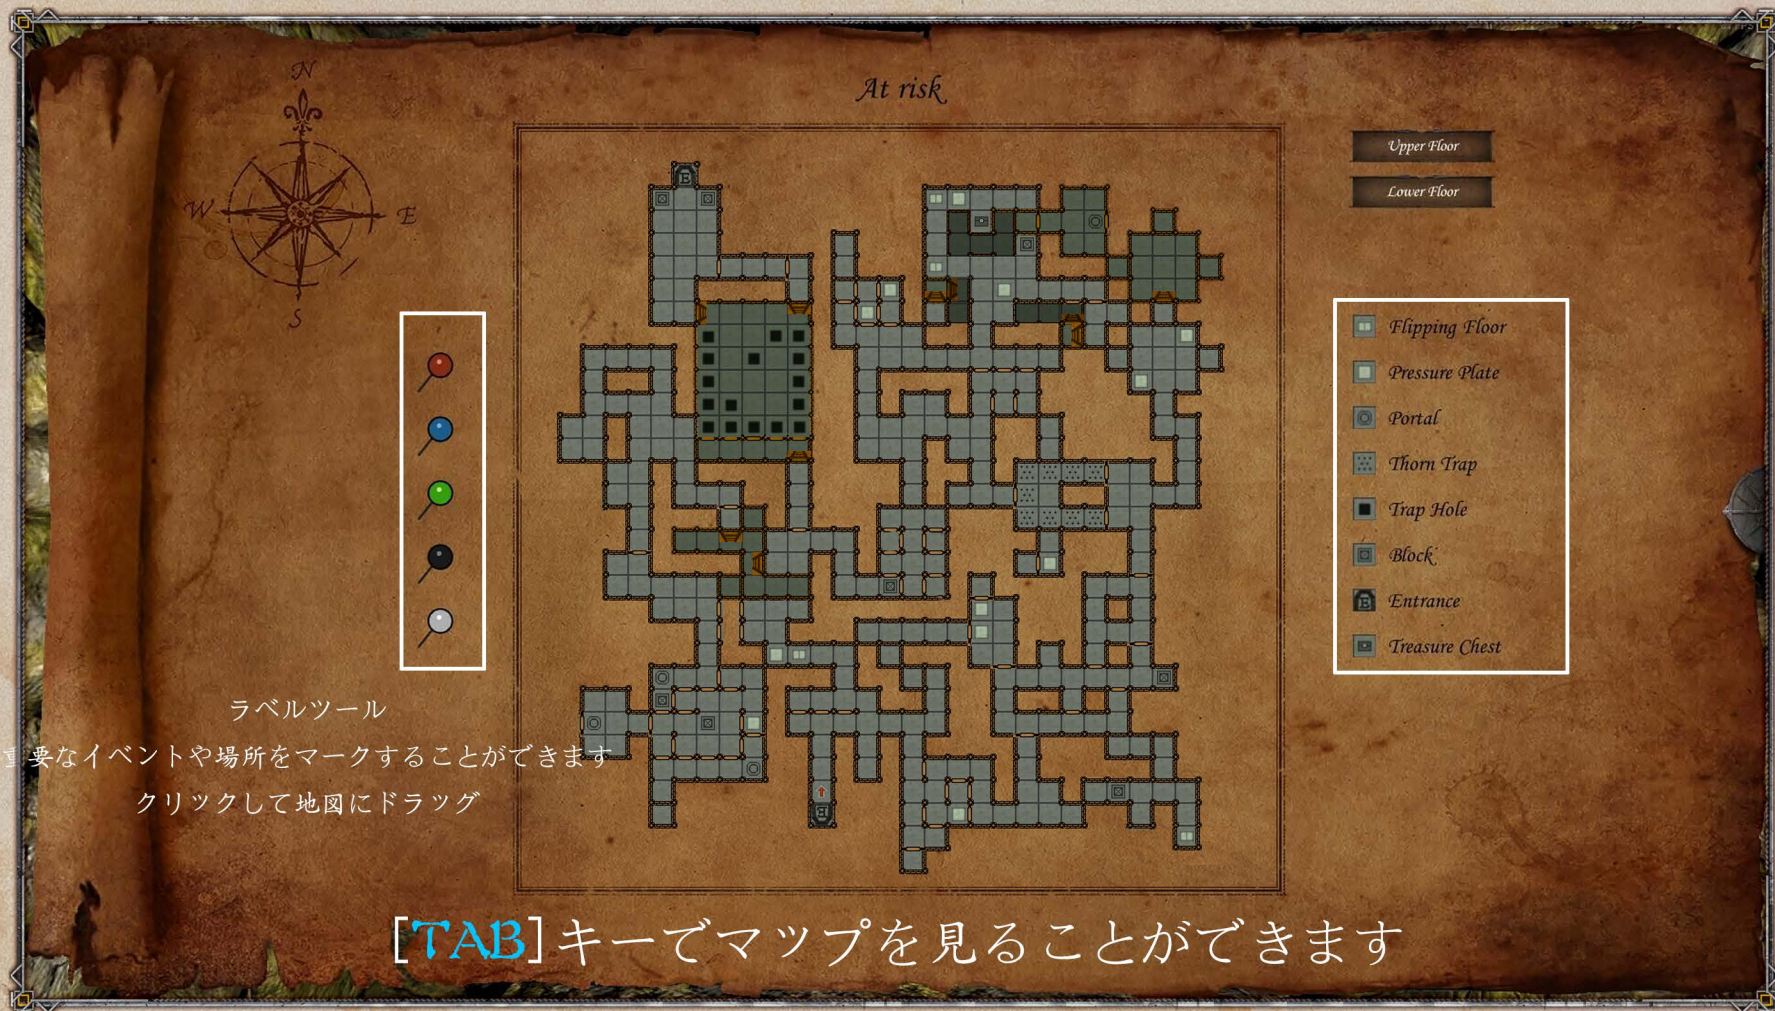 N
W
E
S
At risk
Upper Floor
Lower Floor
Flipping Floor
Pressure Plate
Portal
Thorn Trap
Trap Hole
Block
Entrance
Treasure Chest
E
E
ラベルツール
重要なイベントや場所をマークすることができます
クリックして地図にドラッグ
[TAB]キーでマップを見ることができます